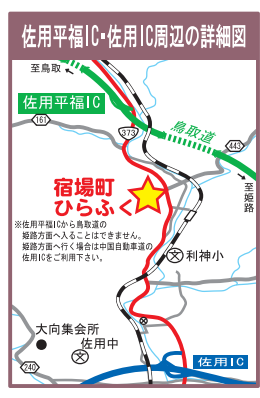 佐用平福IC・佐用IC周辺の詳細図
至鳥取
佐用平福IC
161
373
鳥取道
443
至姫路
宿場町
ひらふく
※佐用平福ICから鳥取道の
姫路方面へ入ることはできません。
姫路方面へ行く場合は中国自動車道の
佐用ICをご利用下さい。
文
利神小
大向集会所
佐用中
文
240
佐用IC